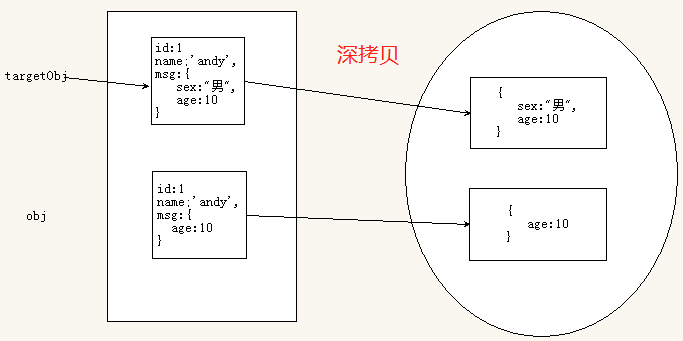 深拷贝
targetObj
id:1
name;'andy',
msg:{
sex:"男",
age:10
}
{
sex:"男",
age:10
}
obj
id:1
name;'andy',
msg:{
age:10
}
{
age:10
}